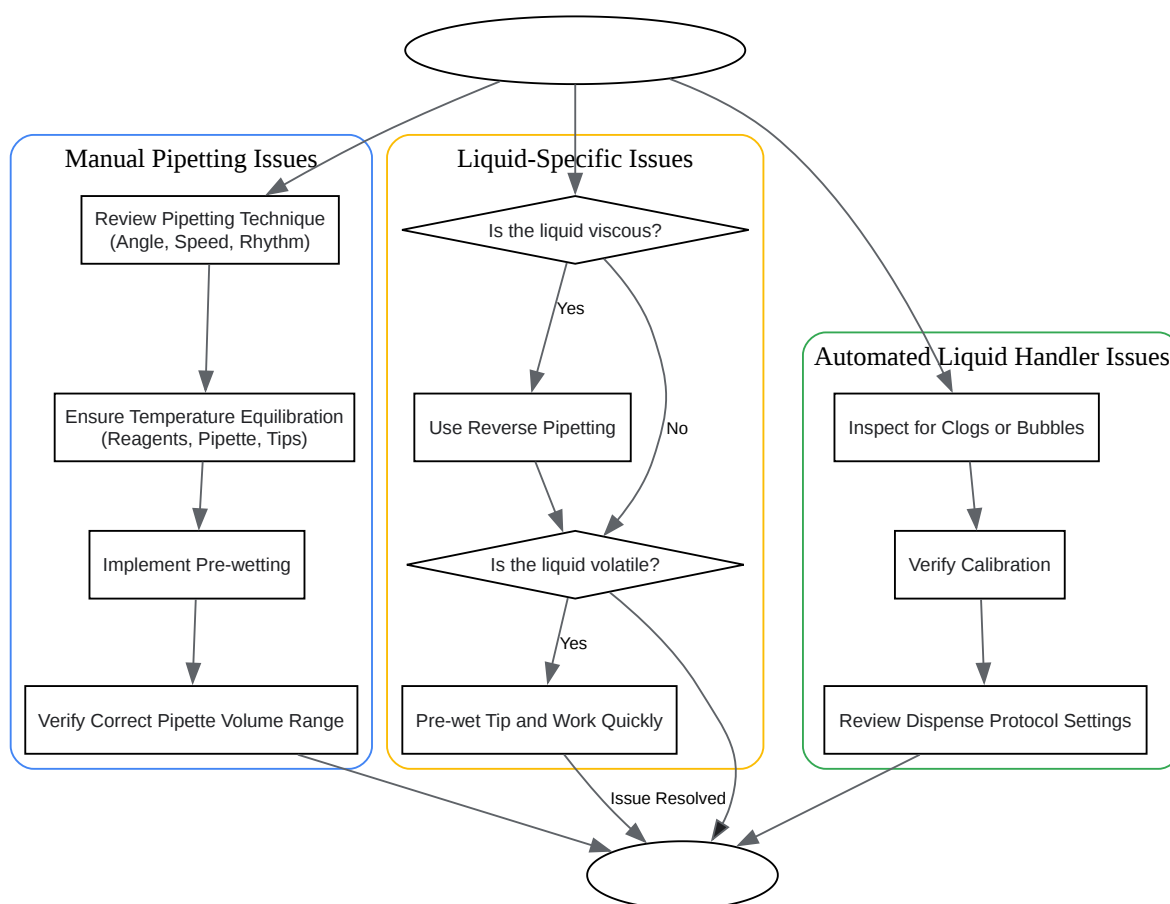 Manual Pipetting Issues
Review Pipetting Technique
(Angle, Speed, Rhythm)
Ensure Temperature Equilibration
(Reagents, Pipette, Tips)
Implement Pre-wetting
Verify Correct Pipette Volume Range
Liquid-Specific Issues
Is the liquid viscous?
Yes
No
Use Reverse Pipetting
Is the liquid volatile?
Yes
Pre-wet Tip and Work Quickly
Issue Resolved
Automated Liquid Handler Issues
Inspect for Clogs or Bubbles
Verify Calibration
Review Dispense Protocol Settings